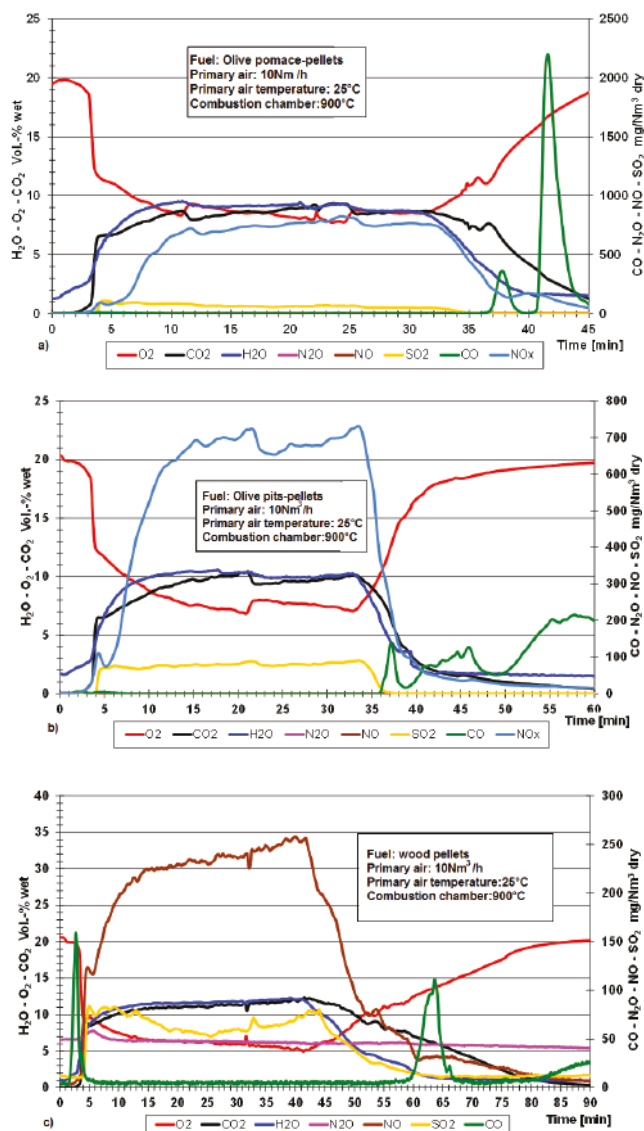 25
20
15
10
5
0
2500
2000
1500
1000
500
0
H₂O - O₂ - CO₂ Vol.-% wet
CO - N₂O - NO - SO₂ mg/Nm³ dry
Fuel: Olive pomace-pellets
Primary air: 10Nm /h
Primary air temperature: 25°C
Combustion chamber:900°C
0 5 10 15 20 25 30 35 40 45
Time [min]
a)
O2 CO2 H2O N2O NO SO2 CO NOx
25
20
15
10
5
0
800
700
600
500
400
300
200
100
0
H₂O - O₂ - CO₂ Vol.-% wet
CO - N₂O - NO - SO₂ mg/Nm³ dry
Fuel: Olive pits-pellets
Primary air: 10Nm³/h
Primary air temperature: 25°C
Combustion chamber:900°C
0 5 10 15 20 25 30 35 40 45 50 55 60
Time [min]
b)
O2 CO2 H2O N2O NO SO2 CO NOx
40
35
30
25
20
15
10
5
0
300
250
200
150
100
50
0
H₂O - O₂ - CO₂ Vol.-% wet
CO - N₂O - NO - SO₂ mg/Nm³ dry
Fuel: wood pellets
Primary air: 10Nm³/h
Primary air temperature:25°C
Combustion chamber:900°C
0 5 10 15 20 25 30 35 40 45 50 55 60 65 70 75 80 85 90
Time [min]
c)
O2 CO2 H2O N2O NO SO2 CO